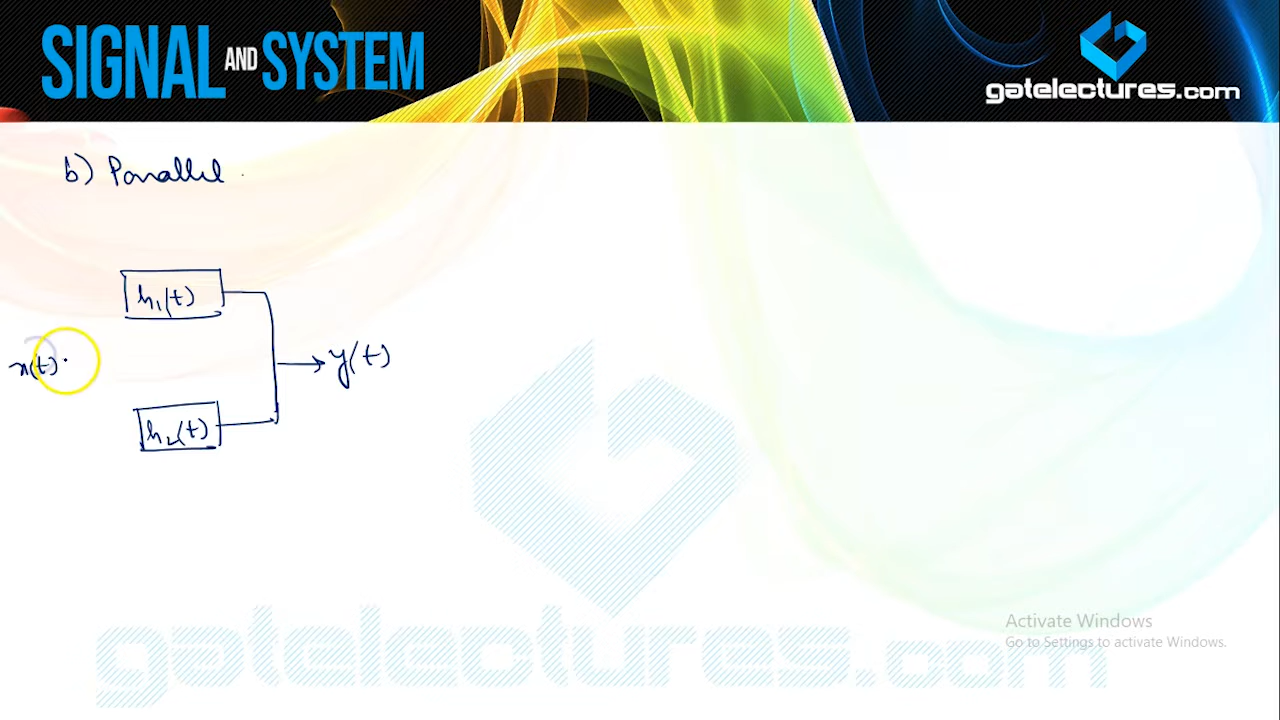 SIGNAL AND SYSTEM
gatelectures.com
b) Parallel
h₁(t)
x(t)
y(t)
h₂(t)
gatelectures.com
Activate Windows
Go to Settings to activate Windows.